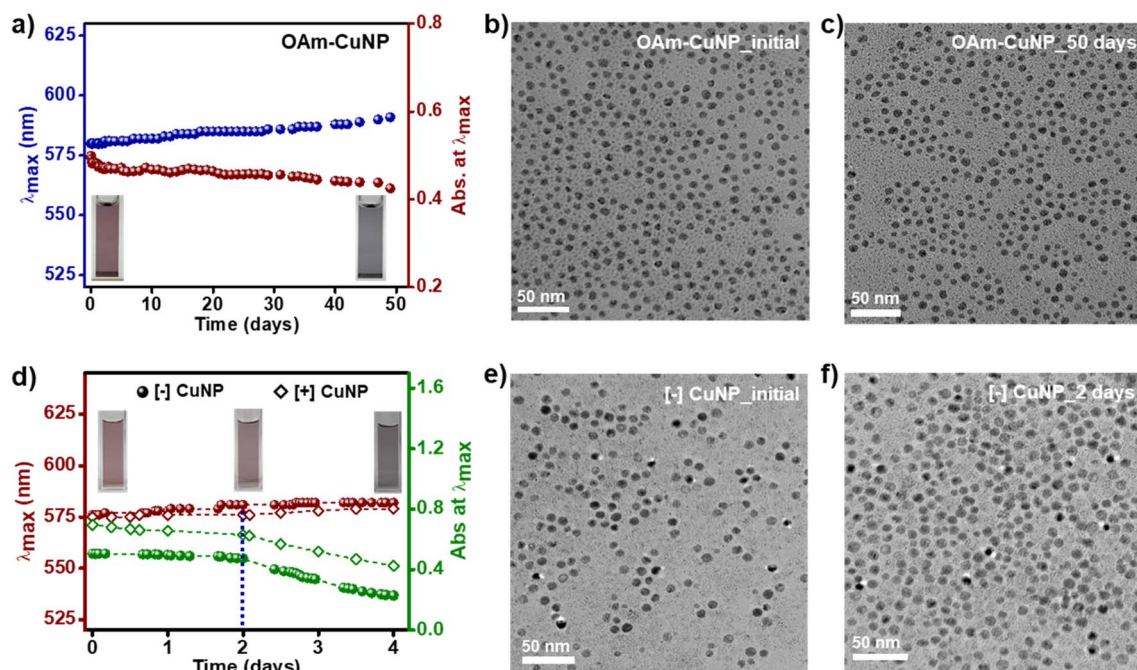 a)
OAm-CuNP
λmax (nm)
625
600
575
550
525
0.8
0.6
0.4
0.2
Abs. at λmax
0 10 20 30 40 50
Time (days)
b)
OAm-CuNP_initial
50 nm
c)
OAm-CuNP_50 days
50 nm
d)
[-] CuNP [+] CuNP
λmax (nm)
625
600
575
550
525
1.6
1.2
0.8
0.4
0.0
Abs at λmax
0 1 2 3 4
Time (days)
e)
[-] CuNP_initial
50 nm
f)
[-] CuNP_2 days
50 nm